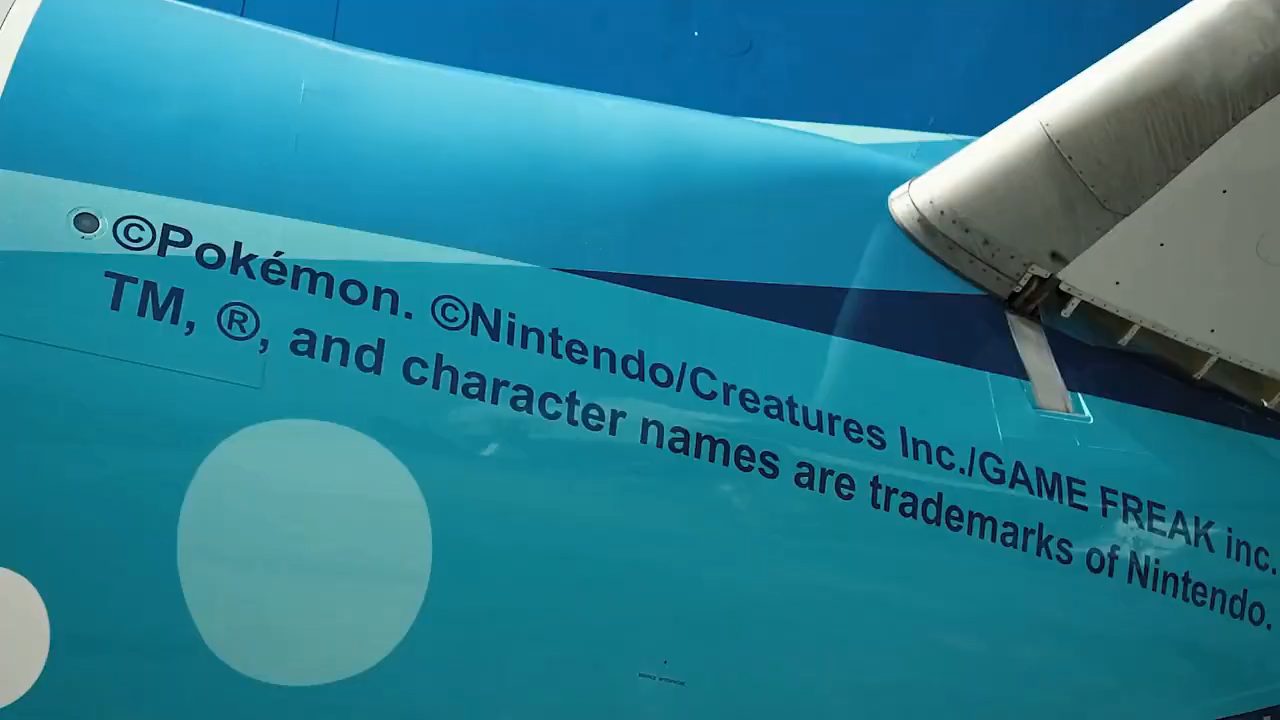 ©Pokémon. ©Nintendo/Creatures Inc./GAME FREAK inc.
TM, ®, and character names are trademarks of Nintendo.